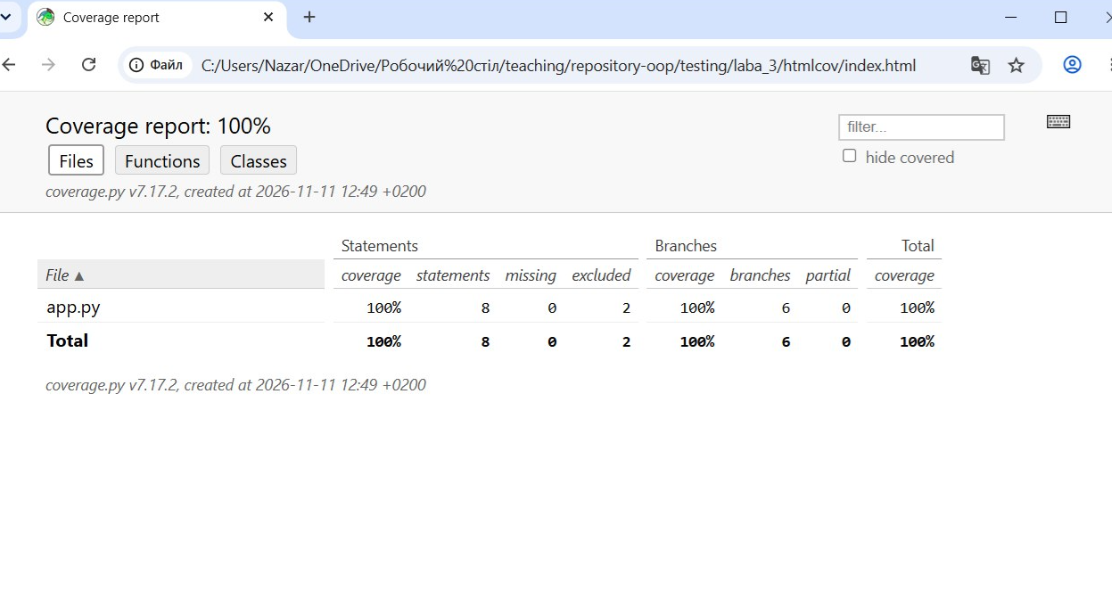 Coverage report
Файл C:/Users/Nazar/OneDrive/Робочий%20стіл/teaching/repository-oop/testing/laba_3/htmlcov/index.html
Coverage report: 100%
filter...
Files Functions Classes
hide covered
coverage.py v7.17.2, created at 2026-11-11 12:49 +0200
Statements Branches Total
File ▲ coverage statements missing excluded coverage branches partial coverage
app.py 100% 8 0 2 100% 6 0 100%
Total 100% 8 0 2 100% 6 0 100%
coverage.py v7.17.2, created at 2026-11-11 12:49 +0200